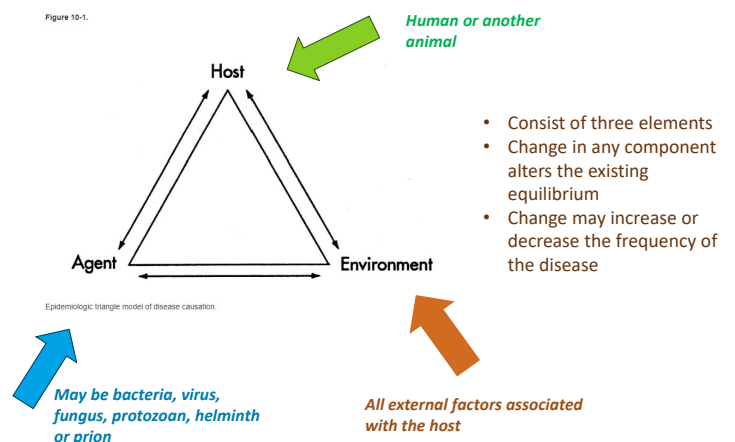 Figure 10-1.
Human or another
animal
Host
• Consist of three elements
• Change in any component
alters the existing
equilibrium
• Change may increase or
decrease the frequency of
the disease
Agent
Environment
Epidemiologic triangle model of disease causation.
May be bacteria, virus,
fungus, protozoan, helminth
or prion
All external factors associated
with the host